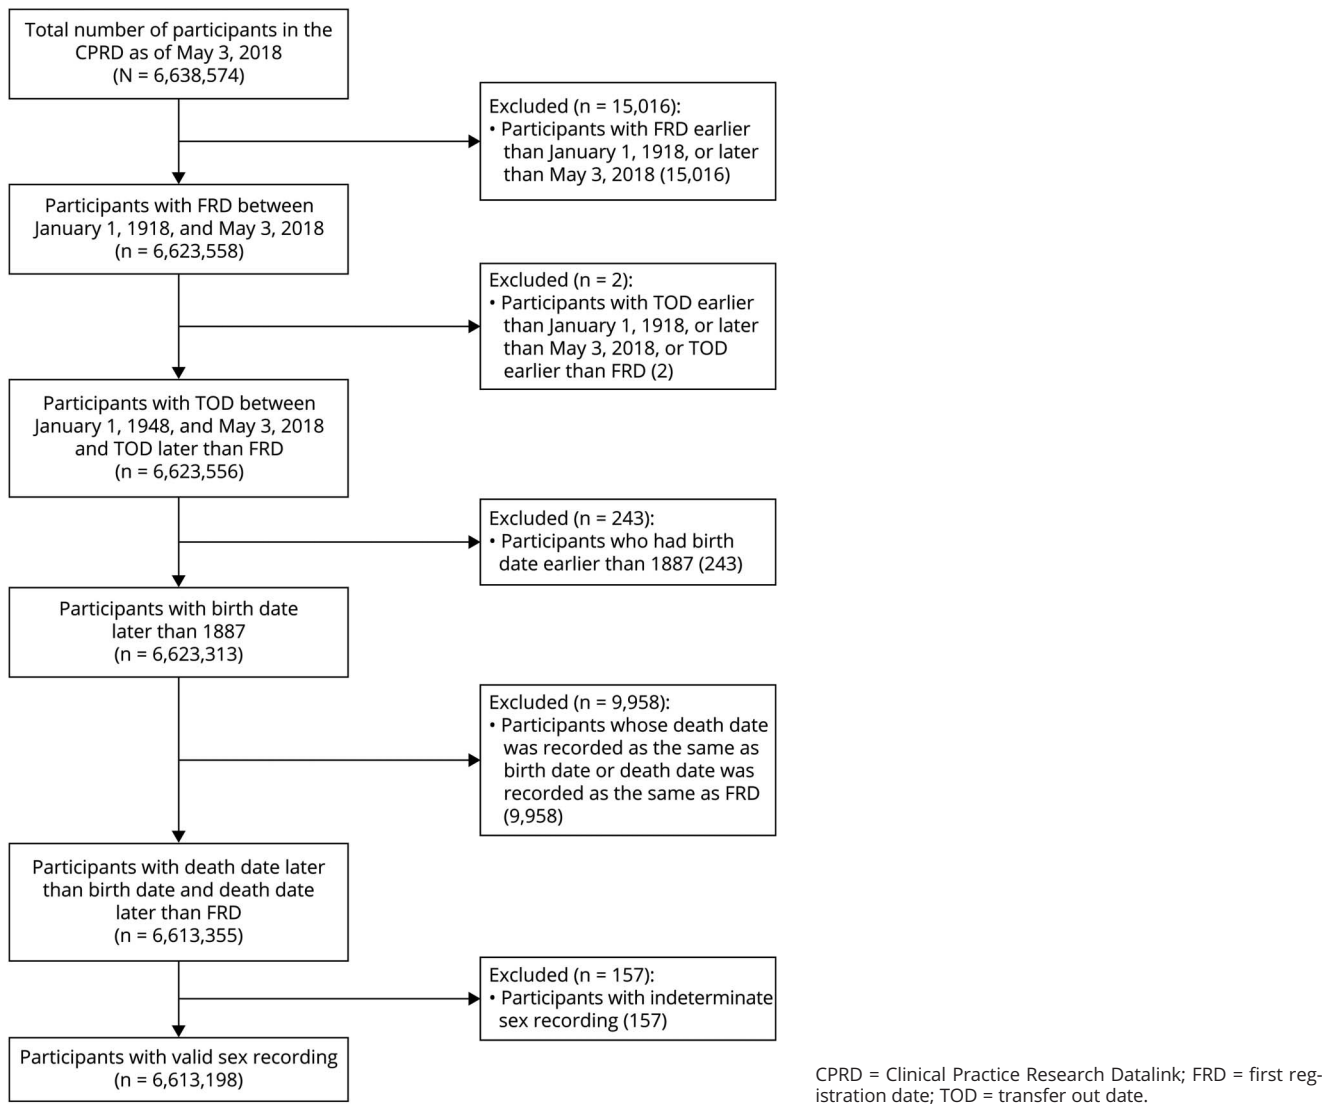 Total number of participants in the
CPRD as of May 3, 2018
(N = 6,638,574)
Excluded (n = 15,016):
• Participants with FRD earlier
than January 1, 1918, or later
than May 3, 2018 (15,016)
Participants with FRD between
January 1, 1918, and May 3, 2018
(n = 6,623,558)
Excluded (n = 2):
• Participants with TOD earlier
than January 1, 1918, or later
than May 3, 2018, or TOD
earlier than FRD (2)
Participants with TOD between
January 1, 1948, and May 3, 2018
and TOD later than FRD
(n = 6,623,556)
Excluded (n = 243):
• Participants who had birth
date earlier than 1887 (243)
Participants with birth date
later than 1887
(n = 6,623,313)
Excluded (n = 9,958):
• Participants whose death date
was recorded as the same as
birth date or death date was
recorded as the same as FRD
(9,958)
Participants with death date later
than birth date and death date
later than FRD
(n = 6,613,355)
Excluded (n = 157):
• Participants with indeterminate
sex recording (157)
Participants with valid sex recording
(n = 6,613,198)
CPRD = Clinical Practice Research Datalink; FRD = first reg-
istration date; TOD = transfer out date.